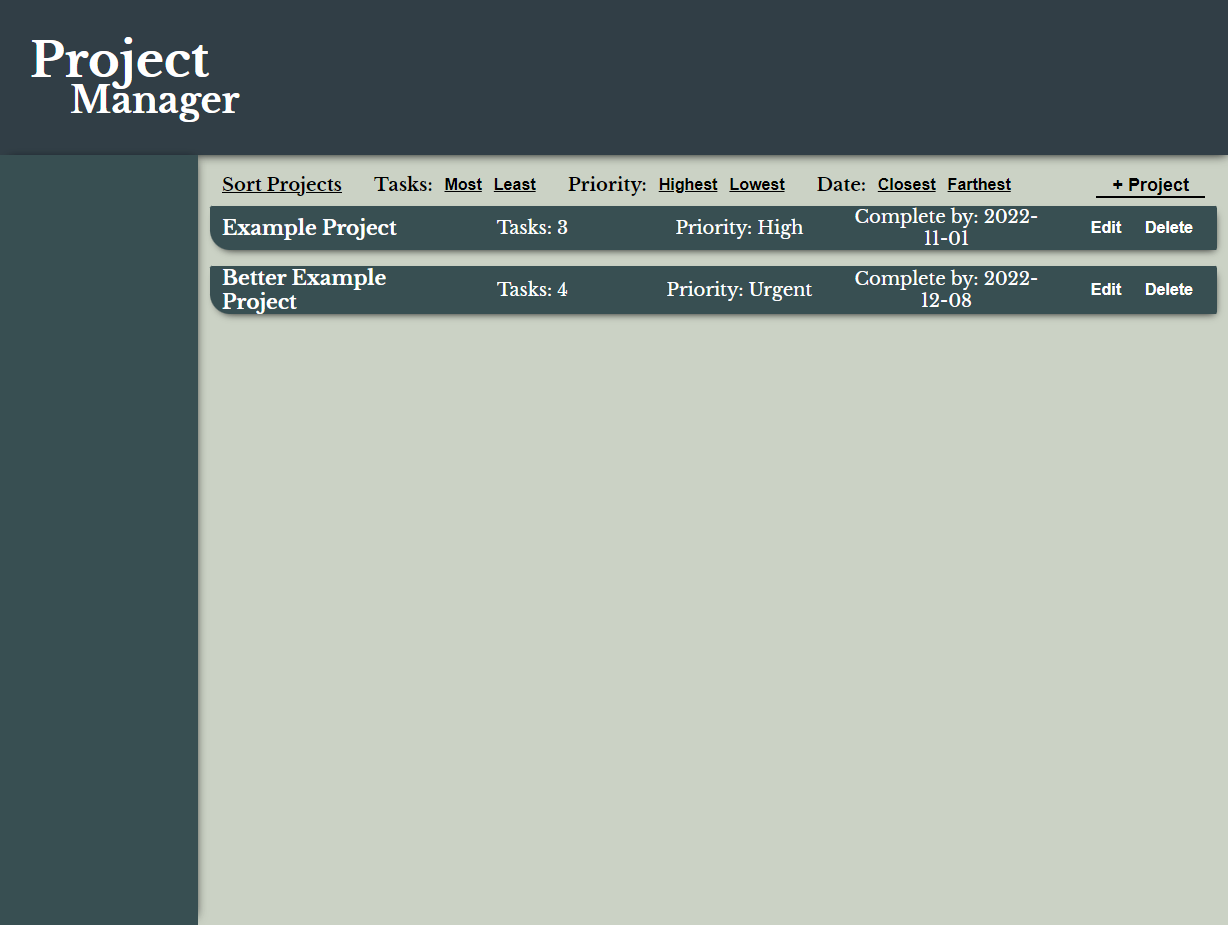 Project
Manager
Sort Projects Tasks: Most Least Priority: Highest Lowest Date: Closest Farthest + Project
Example Project Tasks: 3 Priority: High Complete by: 2022-
11-01 Edit Delete
Better Example
Project Tasks: 4 Priority: Urgent Complete by: 2022-
12-08 Edit Delete